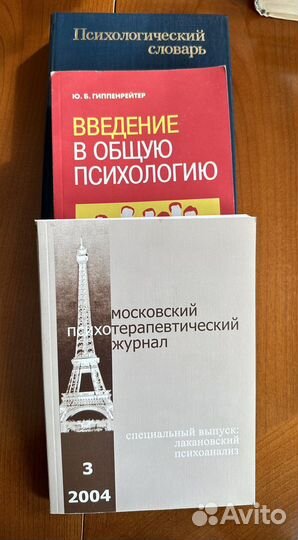 Психологический
словарь
Ю. Б. ГИППЕНРЕЙТЕР
ВВЕДЕНИЕ
В ОБЩУЮ
ПСИХОЛОГИЮ
московский
психотерапевтический
журнал
специальный выпуск:
лакановский
психоанализ
3
2004
Avito